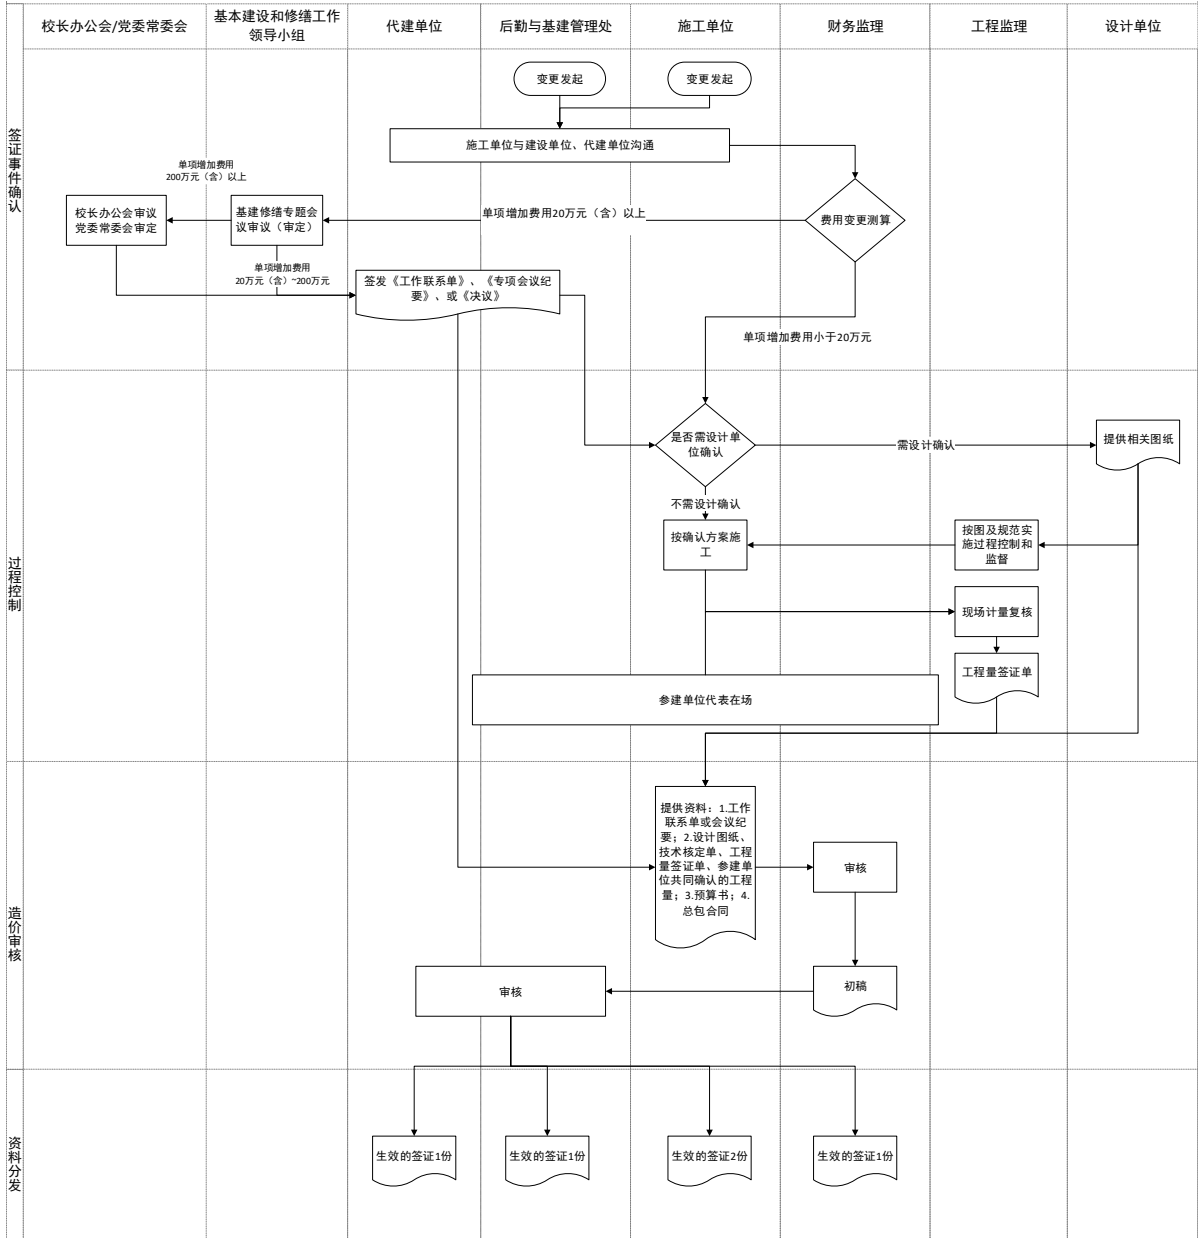 校长办公会/党委常委会
基本建设和修缮工作
领导小组
代建单位
后勤与基建管理处
施工单位
财务监理
工程监理
设计单位
签证事件确认
变更发起
变更发起
施工单位与建设单位、代建单位沟通
单项增加费用
200万元（含）以上
校长办公会审议
党委常委会审定
基建修缮专题会
议审议（审定）
单项增加费用20万元（含）以上
费用变更测算
单项增加费用
20万元（含）~200万元
签发《工作联系单》、《专项会议纪
要》、或《决议》
单项增加费用小于20万元
过程控制
是否需设计单
位确认
需设计确认
提供相关图纸
不需设计确认
按确认方案施
工
按图及规范实
施过程控制和
监督
现场计量复核
工程量签证单
参建单位代表在场
造价审核
提供资料：1.工作
联系单或会议纪
要；2.设计图纸、
技术核定单、工程
量签证单、参建单
位共同确认的工程
量；3.预算书；4.
总包合同
审核
初稿
审核
资料分发
生效的签证1份
生效的签证1份
生效的签证2份
生效的签证1份